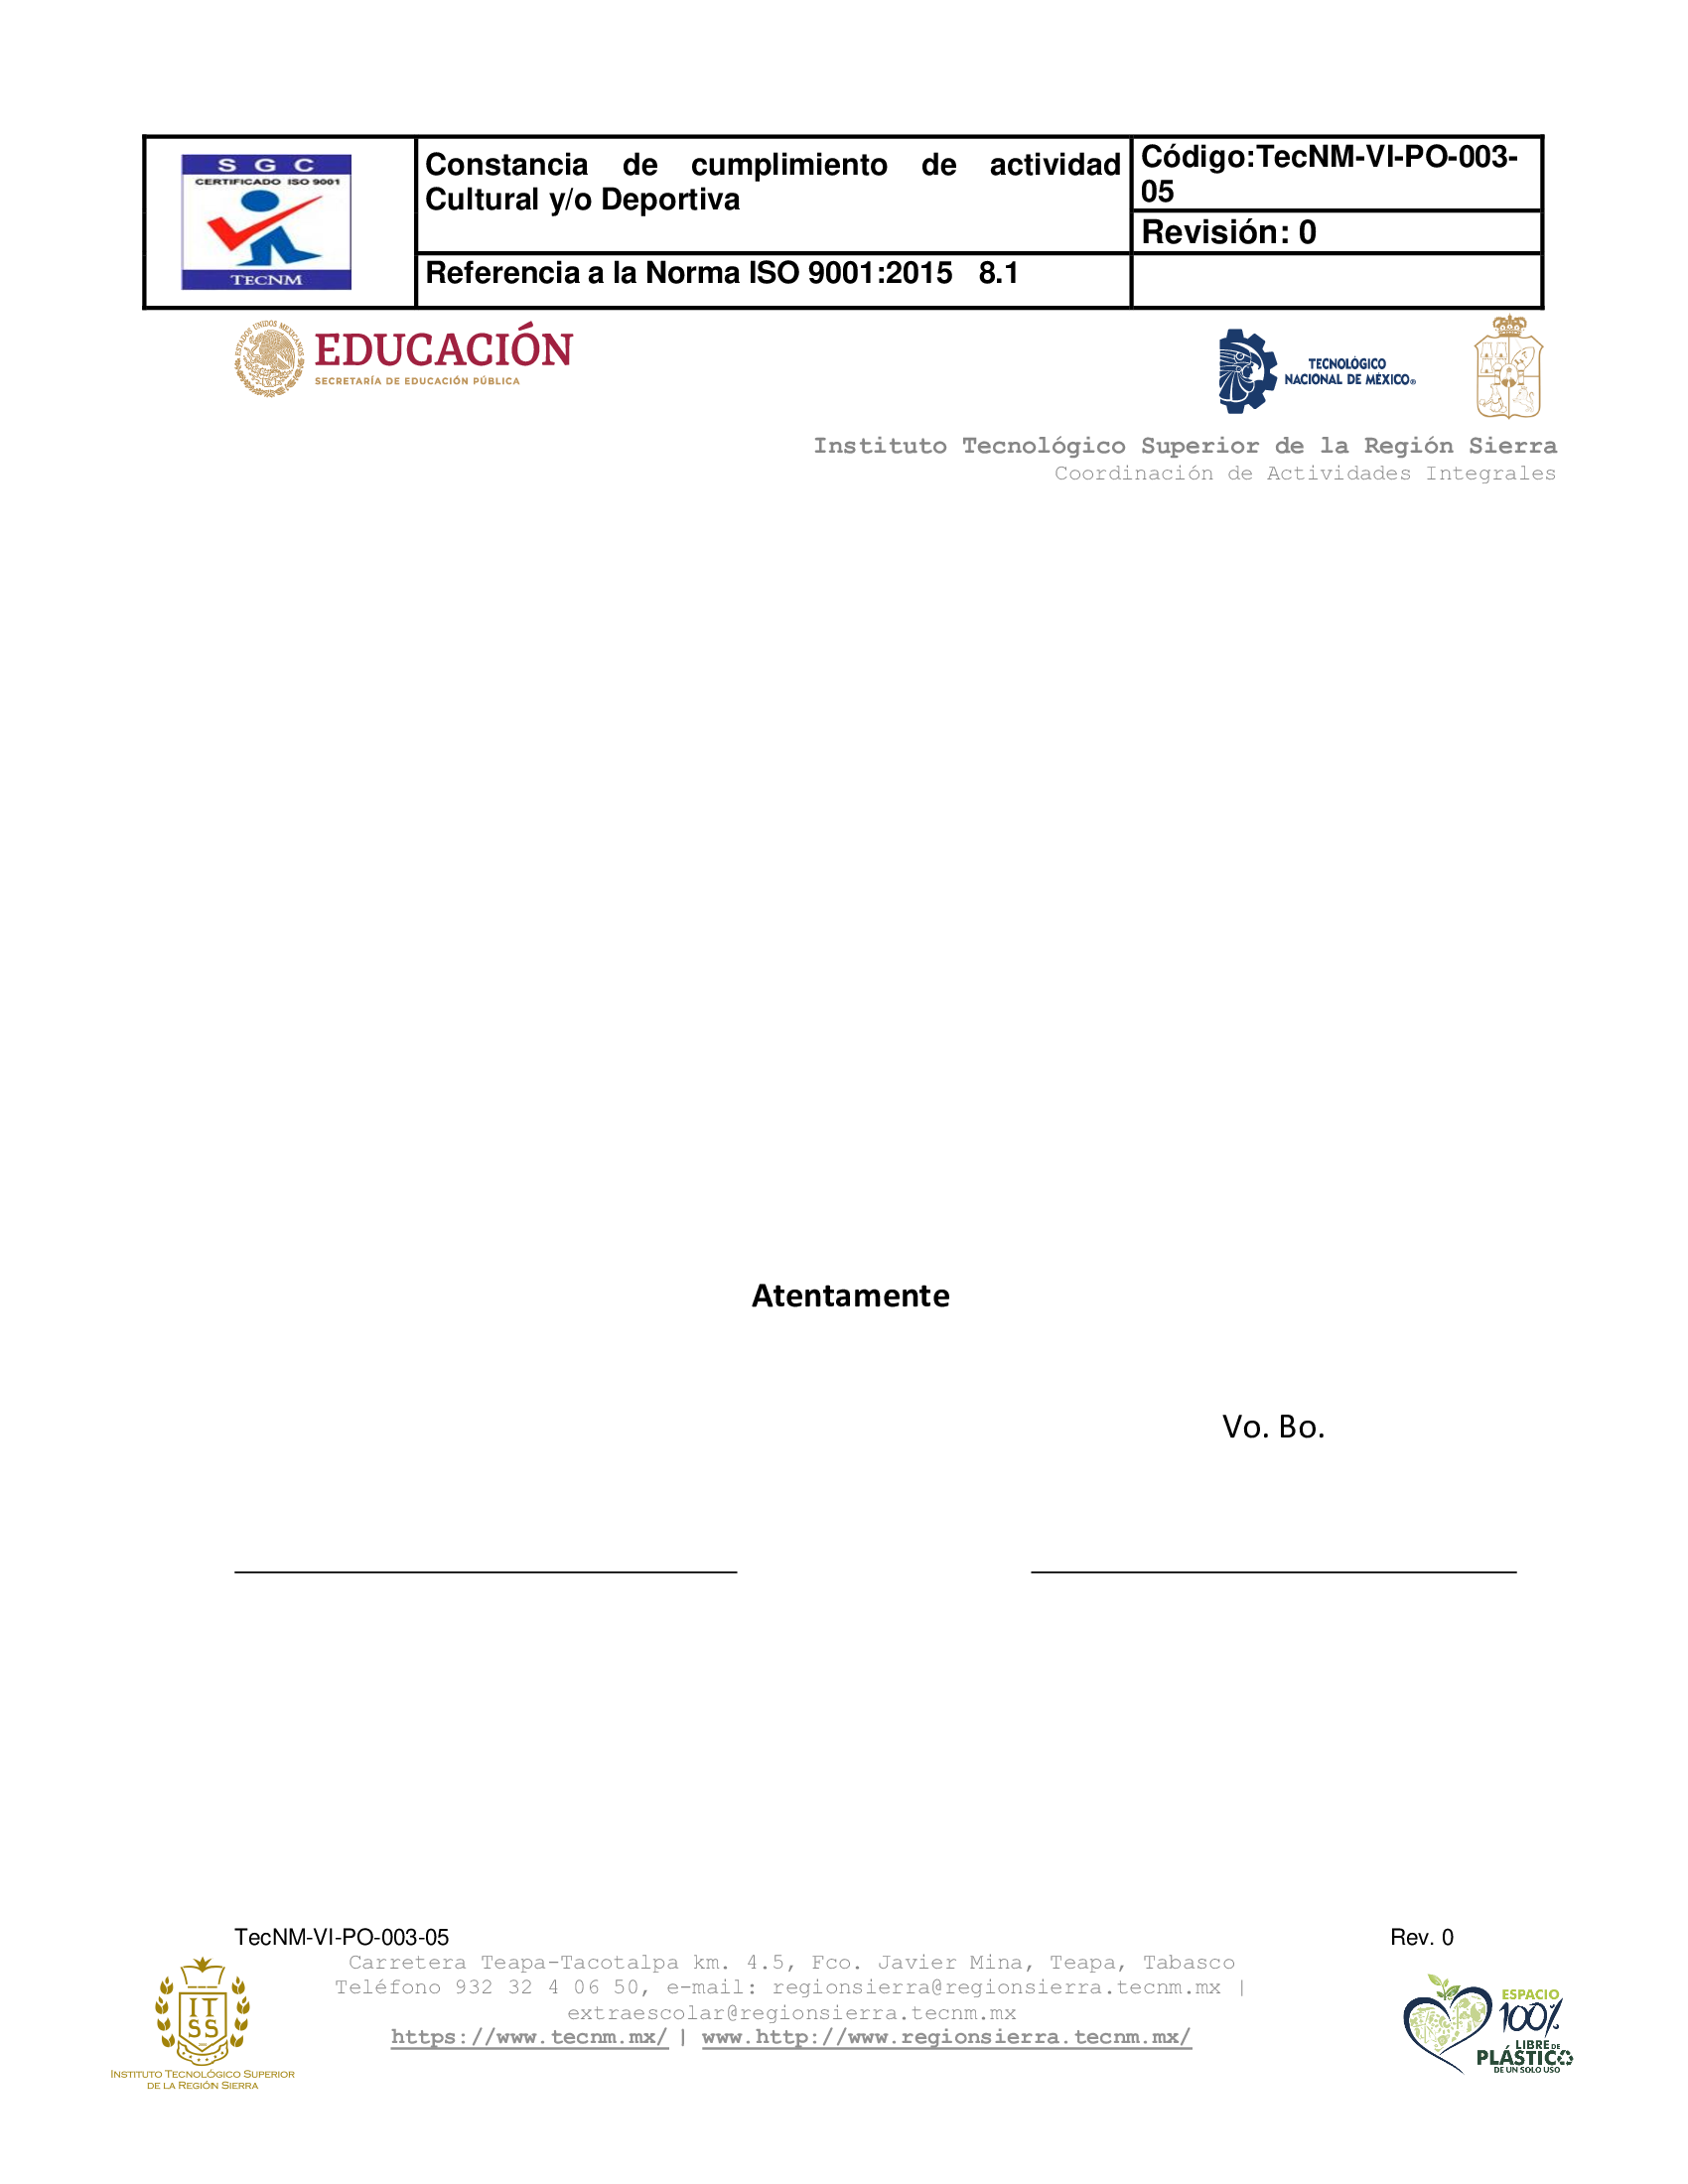 S G C
CERTIFICADO ISO 9001
TECNM
Constancia de cumplimiento de actividad
Cultural y/o Deportiva
Código:TecNM-VI-PO-003-
05
Revisión: 0
Referencia a la Norma ISO 9001:2015 8.1
ESTADOS UNIDOS MEXICANOS
EDUCACIÓN
SECRETARÍA DE EDUCACIÓN PÚBLICA
TECNOLÓGICO
NACIONAL DE MÉXICO®
Instituto Tecnológico Superior de la Región Sierra
Coordinación de Actividades Integrales
Atentamente
Vo. Bo.
TecNM-VI-PO-003-05
Rev. 0
Carretera Teapa-Tacotalpa km. 4.5, Fco. Javier Mina, Teapa, Tabasco
Teléfono 932 32 4 06 50, e-mail: regionsierra@regionsierra.tecnm.mx |
extraescolar@regionsierra.tecnm.mx
https://www.tecnm.mx/ | www.http://www.regionsierra.tecnm.mx/
IT
SS
INSTITUTO TECNOLÓGICO SUPERIOR
DE LA REGIÓN SIERRA
ESPACIO
100%
LIBRE DE
PLÁSTICO
DE UN SOLO USO